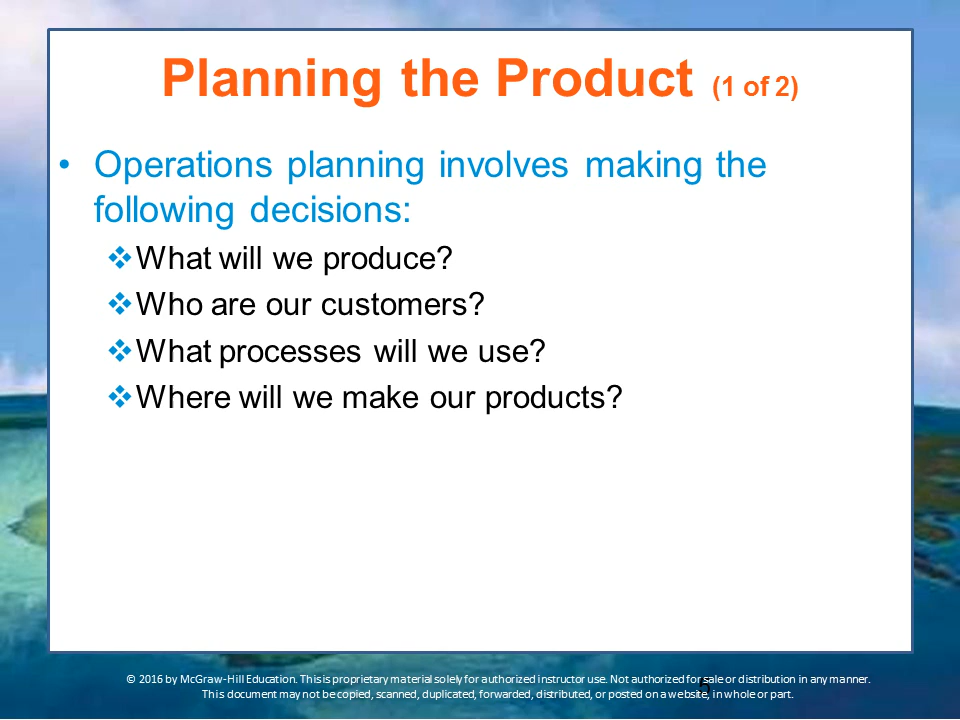 Planning the Product (1 of 2)
• Operations planning involves making the
following decisions:
❖What will we produce?
❖Who are our customers?
❖What processes will we use?
❖Where will we make our products?
© 2016 by McGraw-Hill Education. This is proprietary material solely for authorized instructor use. Not authorized for sale or distribution in any manner.
This document may not be copied, scanned, duplicated, forwarded, distributed, or posted on a website, in whole or part.
5